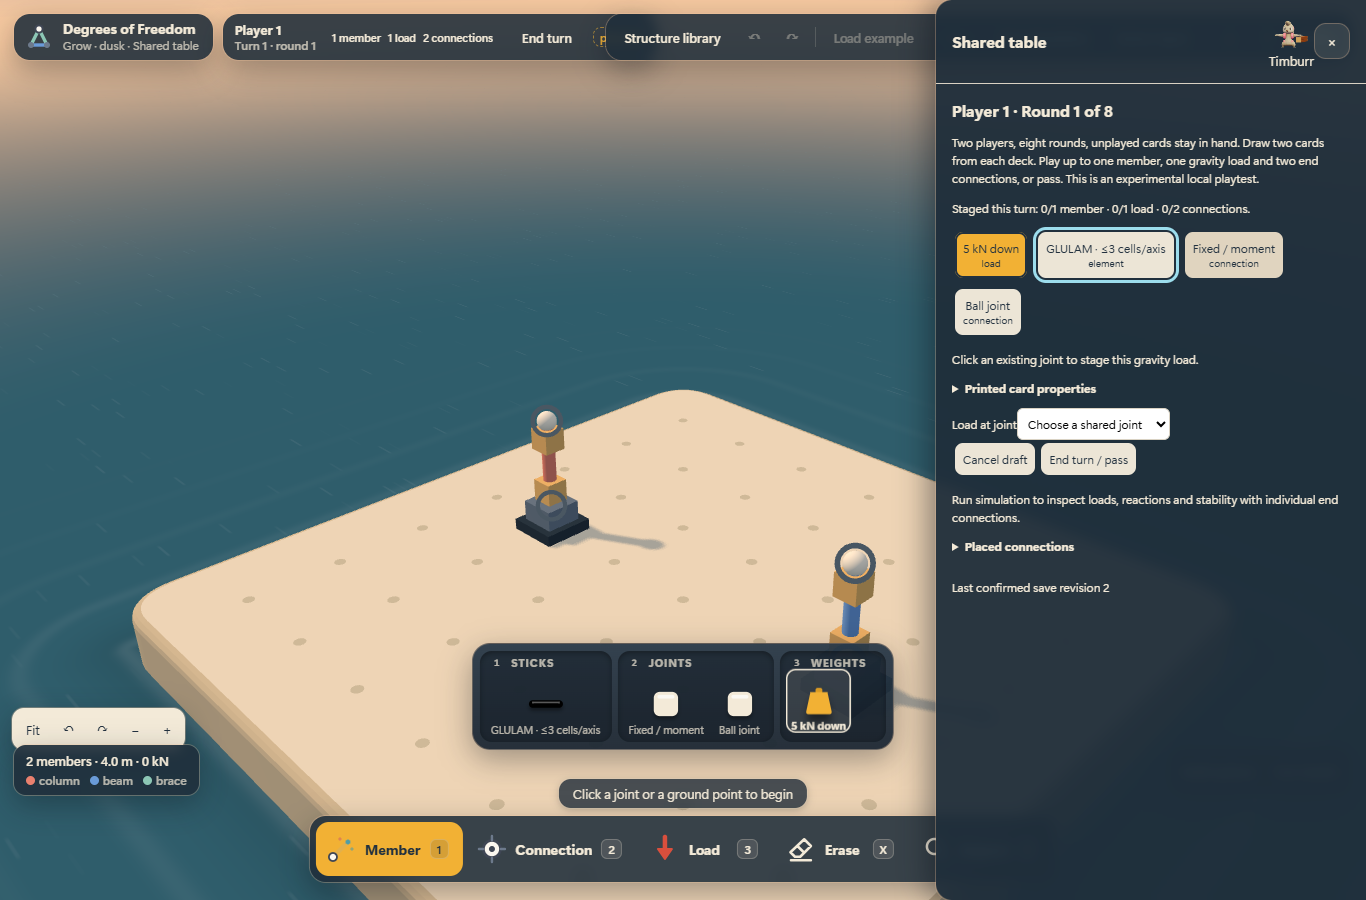 Degrees of Freedom
Grow · dusk · Shared table
Player 1
Turn 1 · round 1
1 member 1 load 2 connections
End turn
Structure library
Load example
Shared table
Timburr
×
Player 1 · Round 1 of 8
Two players, eight rounds, unplayed cards stay in hand. Draw two cards
from each deck. Play up to one member, one gravity load and two end
connections, or pass. This is an experimental local playtest.
Staged this turn: 0/1 member · 0/1 load · 0/2 connections.
5 kN down
load
GLULAM · ≤3 cells/axis
element
Fixed / moment
connection
Ball joint
connection
Click an existing joint to stage this gravity load.
Printed card properties
Load at joint Choose a shared joint
Cancel draft
End turn / pass
Run simulation to inspect loads, reactions and stability with individual end
connections.
Placed connections
Last confirmed save revision 2
1 STICKS
GLULAM · ≤3 cells/axis
2 JOINTS
Fixed / moment
Ball joint
3 WEIGHTS
5 kN down
Fit
−
+
2 members · 4.0 m · 0 kN
column
beam
brace
Click a joint or a ground point to begin
Member 1
Connection 2
Load 3
Erase X